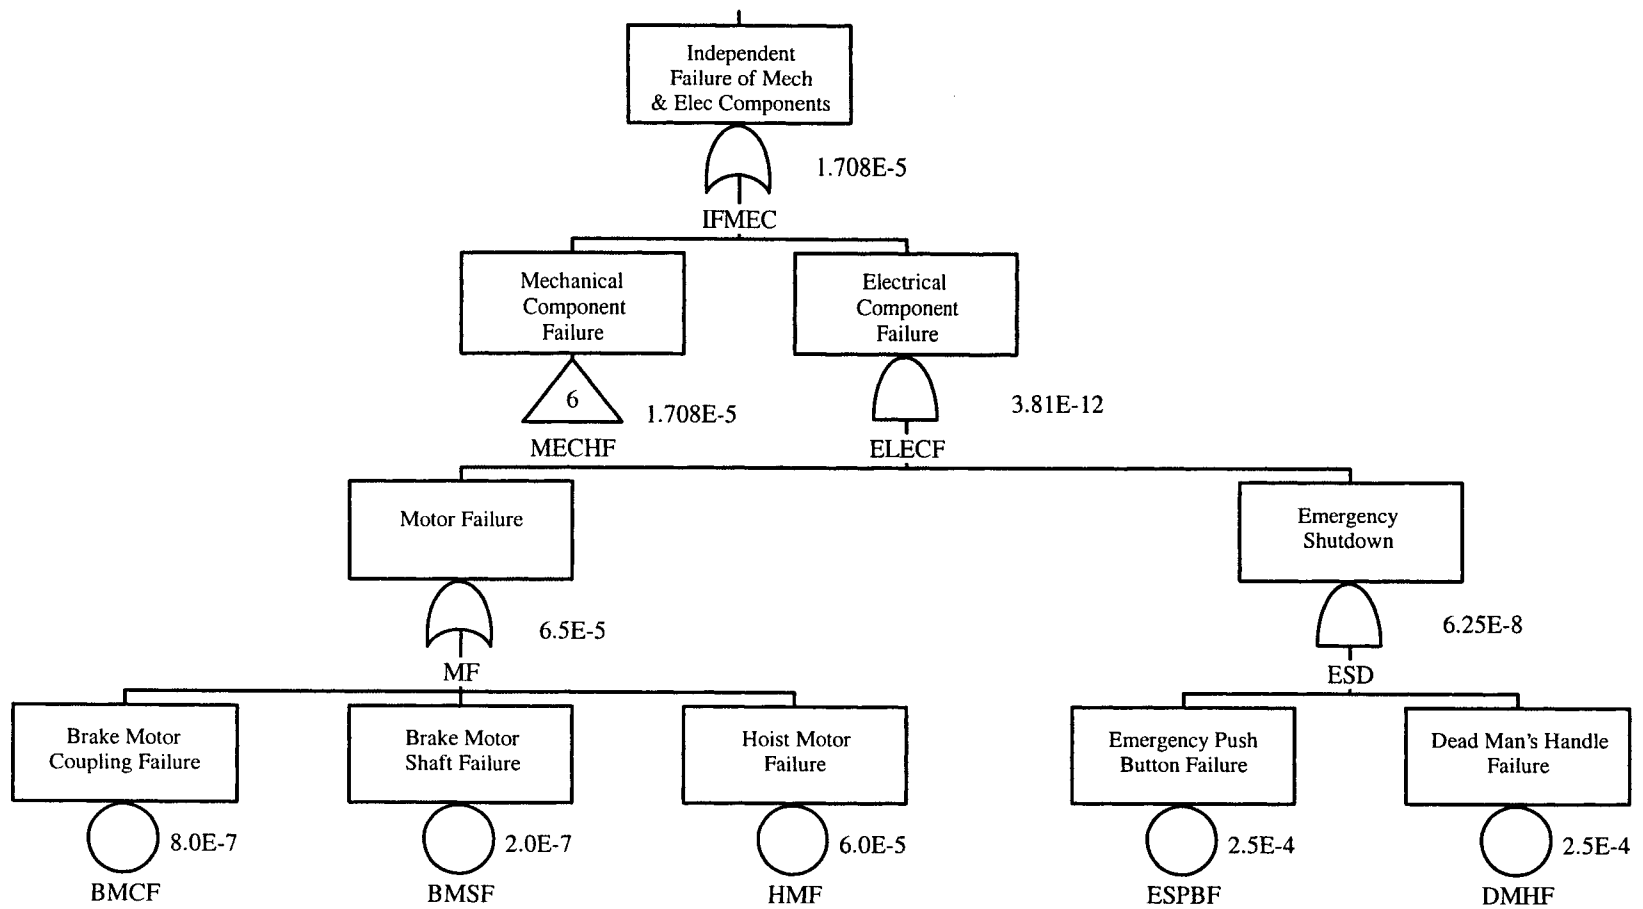 Independent
Failure of Mech
& Elec Components
1.708E-5
IFMEC
Mechanical
Component
Failure
Electrical
Component
Failure
6
1.708E-5
3.81E-12
MECHF
ELECF
Motor Failure
Emergency
Shutdown
6.5E-5
6.25E-8
MF
ESD
Brake Motor
Coupling Failure
Brake Motor
Shaft Failure
Hoist Motor
Failure
Emergency Push
Button Failure
Dead Man's Handle
Failure
8.0E-7
2.0E-7
6.0E-5
2.5E-4
2.5E-4
BMCF
BMSF
HMF
ESPBF
DMHF